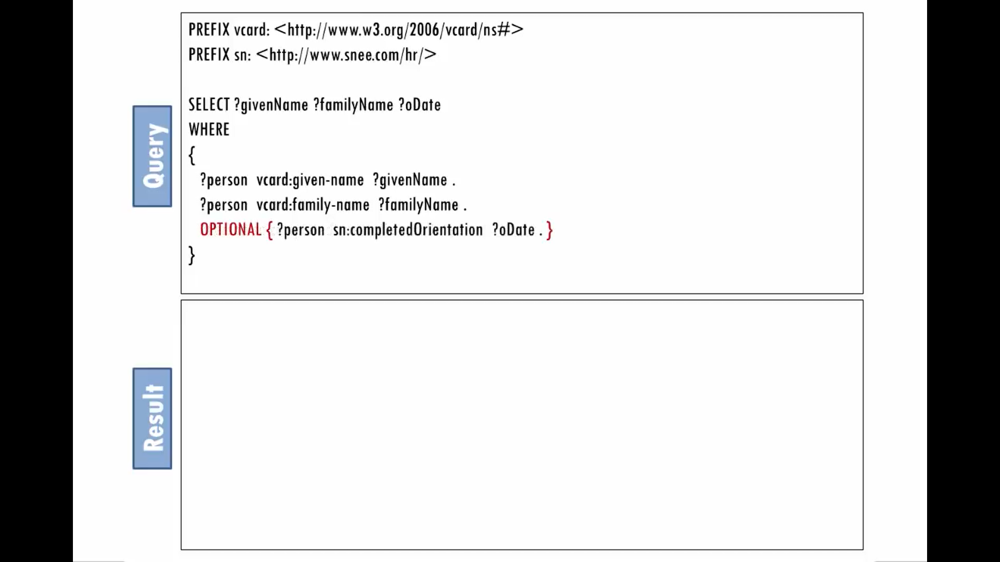 PREFIX vcard: <http://www.w3.org/2006/vcard/ns#>
PREFIX sn: <http://www.snee.com/hr/>
SELECT ?givenName ?familyName ?oDate
WHERE
{
?person vcard:given-name ?givenName .
?person vcard:family-name ?familyName .
OPTIONAL { ?person sn:completedOrientation ?oDate . }
}
Query
Result